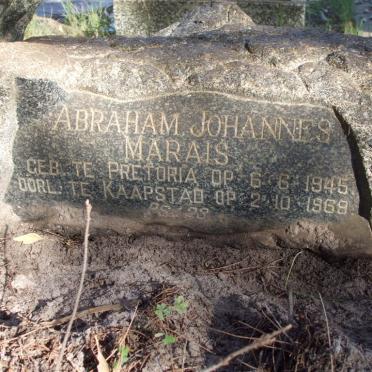 ABRAHAM JOHANNES
MARAIS
GEB. TE PRETORIA OP 6·6·1945.
OORL. TE KAAPSTAD OP 2·10·1969.